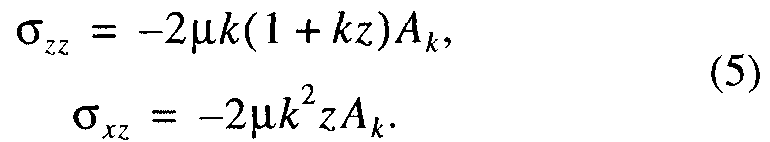 σ_zz = −2μk(1 + kz)A_k,
(5)
σ_xz = −2μk²zA_k.